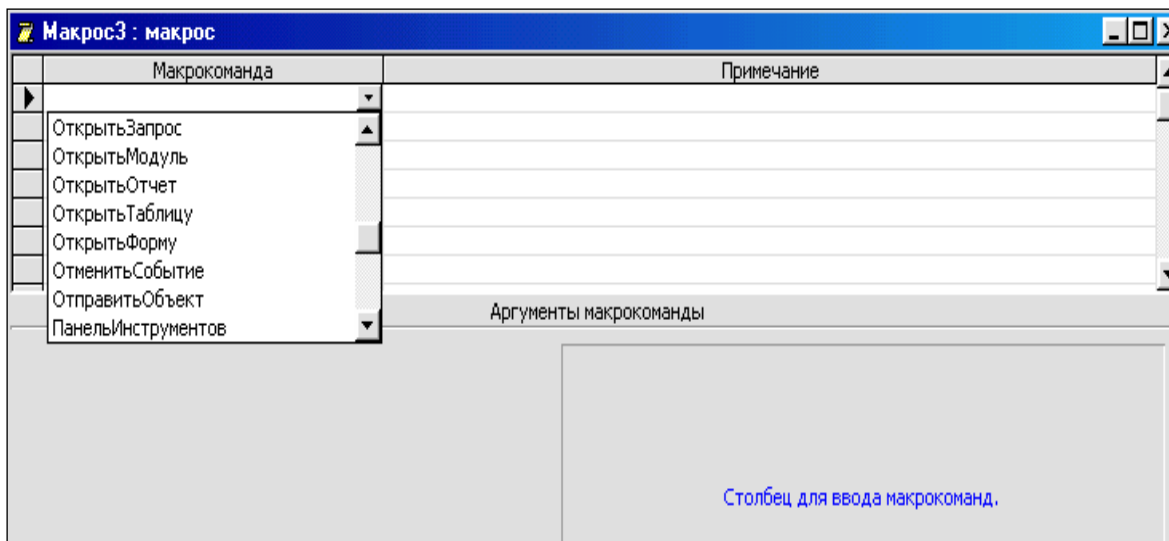 Макрос3 : макрос
Макрокоманда Примечание
ОткрытьЗапрос
ОткрытьМодуль
ОткрытьОтчет
ОткрытьТаблицу
ОткрытьФорму
ОтменитьСобытие
ОтправитьОбъект
ПанельИнструментов
Аргументы макрокоманды
Столбец для ввода макрокоманд.